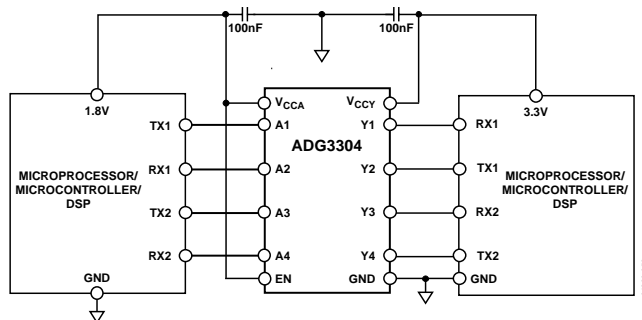 100nF
100nF
1.8V
VCCA
VCCY
3.3V
TX1
A1
Y1
RX1
ADG3304
MICROPROCESSOR/
MICROCONTROLLER/
DSP
RX1
A2
Y2
TX1
MICROPROCESSOR/
MICROCONTROLLER/
DSP
TX2
A3
Y3
RX2
RX2
A4
Y4
TX2
GND
EN
GND
GND